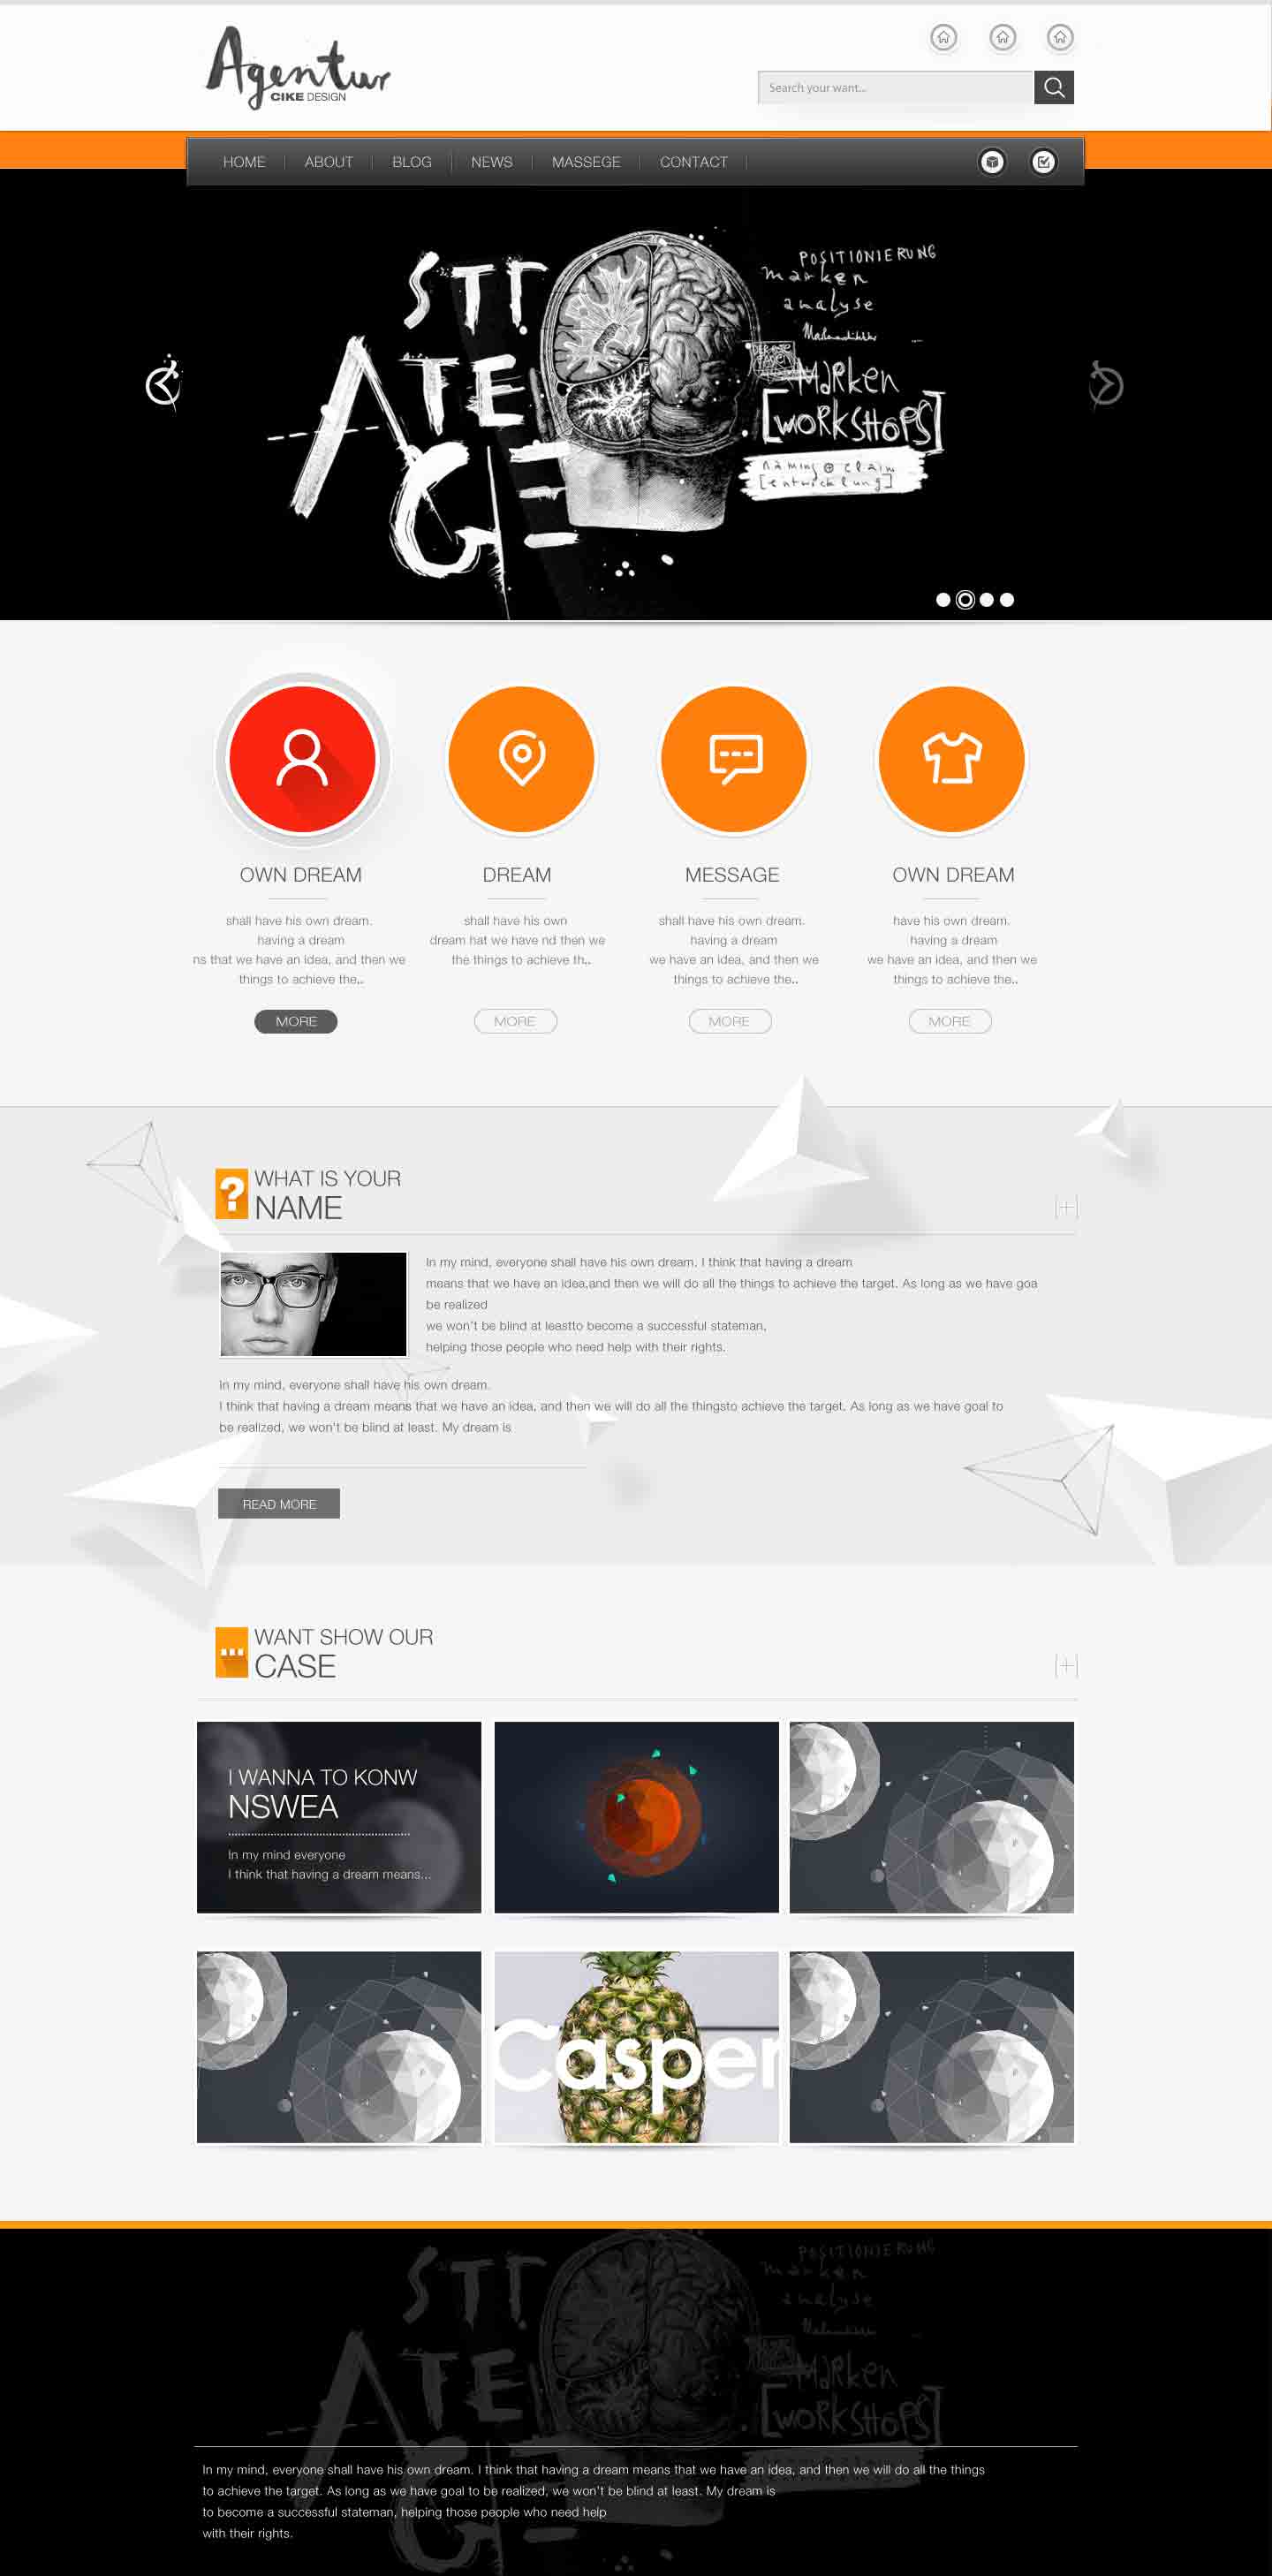 Agentur
CIKE DESIGN
Search your want...
HOME ABOUT BLOG NEWS MASSEGE CONTACT
STR
ATE
G
POSITIONIERUNG
marken
analyse
MARKEN
[WORKSHOPS]
naming ⊕ claim
[entwicklung]
OWN DREAM
shall have his own dream.
having a dream
ns that we have an idea, and then we
things to achieve the..
MORE
DREAM
shall have his own
dream hat we have nd then we
the things to achieve th..
MORE
MESSAGE
shall have his own dream.
having a dream
we have an idea, and then we
things to achieve the..
MORE
OWN DREAM
have his own dream.
having a dream
we have an idea, and then we
things to achieve the..
MORE
? WHAT IS YOUR
NAME
In my mind, everyone shall have his own dream. I think that having a dream
means that we have an idea,and then we will do all the things to achieve the target. As long as we have goa
be realized
we won't be blind at leastto become a successful stateman,
helping those people who need help with their rights.
In my mind, everyone shall have his own dream.
I think that having a dream means that we have an idea, and then we will do all the thingsto achieve the target. As long as we have goal to
be realized, we won't be blind at least. My dream is
READ MORE
WANT SHOW OUR
CASE
I WANNA TO KONW
NSWEA
In my mind everyone
I think that having a dream means...
Casper
POSITIONIERUNG
marken
analyse
STR
ATE
G
MARKEN
[WORKSHOPS]
In my mind, everyone shall have his own dream. I think that having a dream means that we have an idea, and then we will do all the things
to achieve the target. As long as we have goal to be realized, we won't be blind at least. My dream is
to become a successful stateman, helping those people who need help
with their rights.